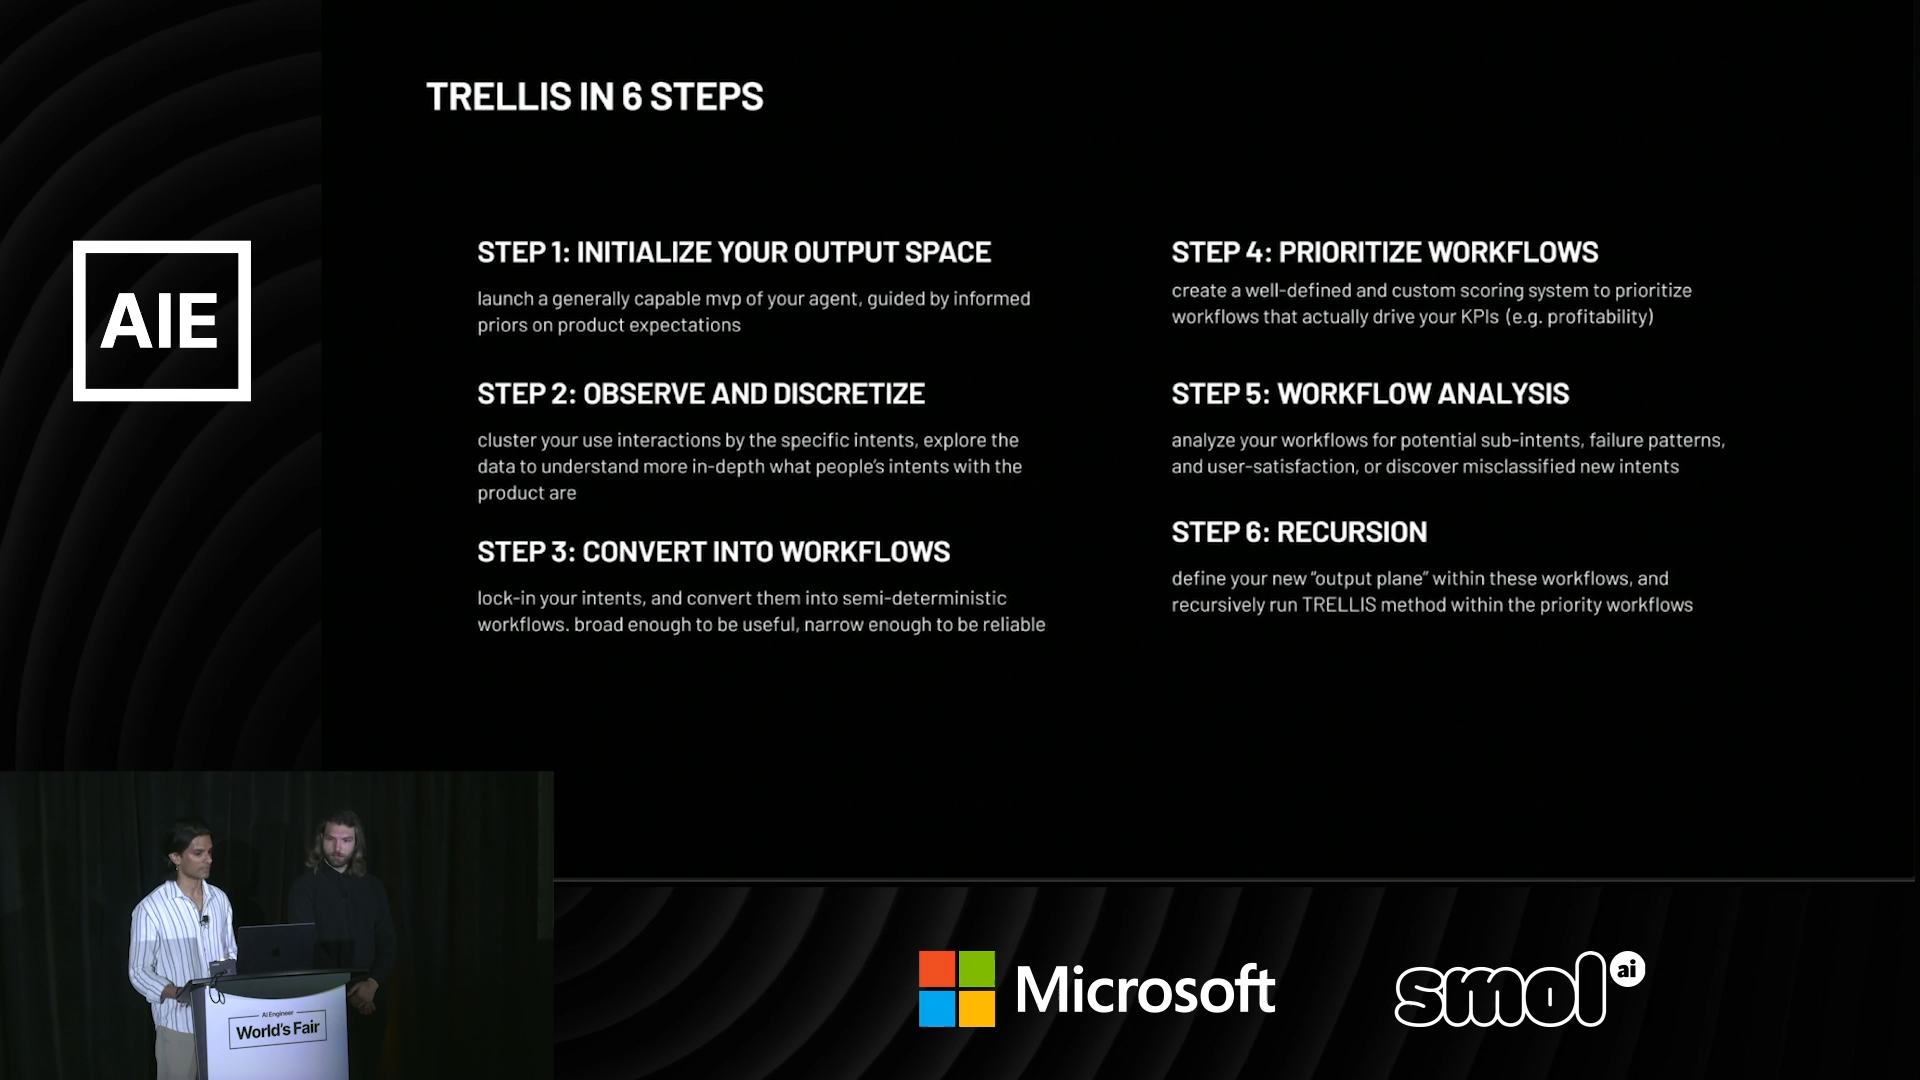 TRELLIS IN 6 STEPS
STEP 1: INITIALIZE YOUR OUTPUT SPACE
launch a generally capable mvp of your agent, guided by informed
priors on product expectations
STEP 2: OBSERVE AND DISCRETIZE
cluster your use interactions by the specific intents, explore the
data to understand more in-depth what people's intents with the
product are
STEP 3: CONVERT INTO WORKFLOWS
lock-in your intents, and convert them into semi-deterministic
workflows. broad enough to be useful, narrow enough to be reliable
STEP 4: PRIORITIZE WORKFLOWS
create a well-defined and custom scoring system to prioritize
workflows that actually drive your KPIs (e.g. profitability)
STEP 5: WORKFLOW ANALYSIS
analyze your workflows for potential sub-intents, failure patterns,
and user-satisfaction, or discover misclassified new intents
STEP 6: RECURSION
define your new "output plane" within these workflows, and
recursively run TRELLIS method within the priority workflows
AIE
AI Engineer
World's Fair
Microsoft
smol ai